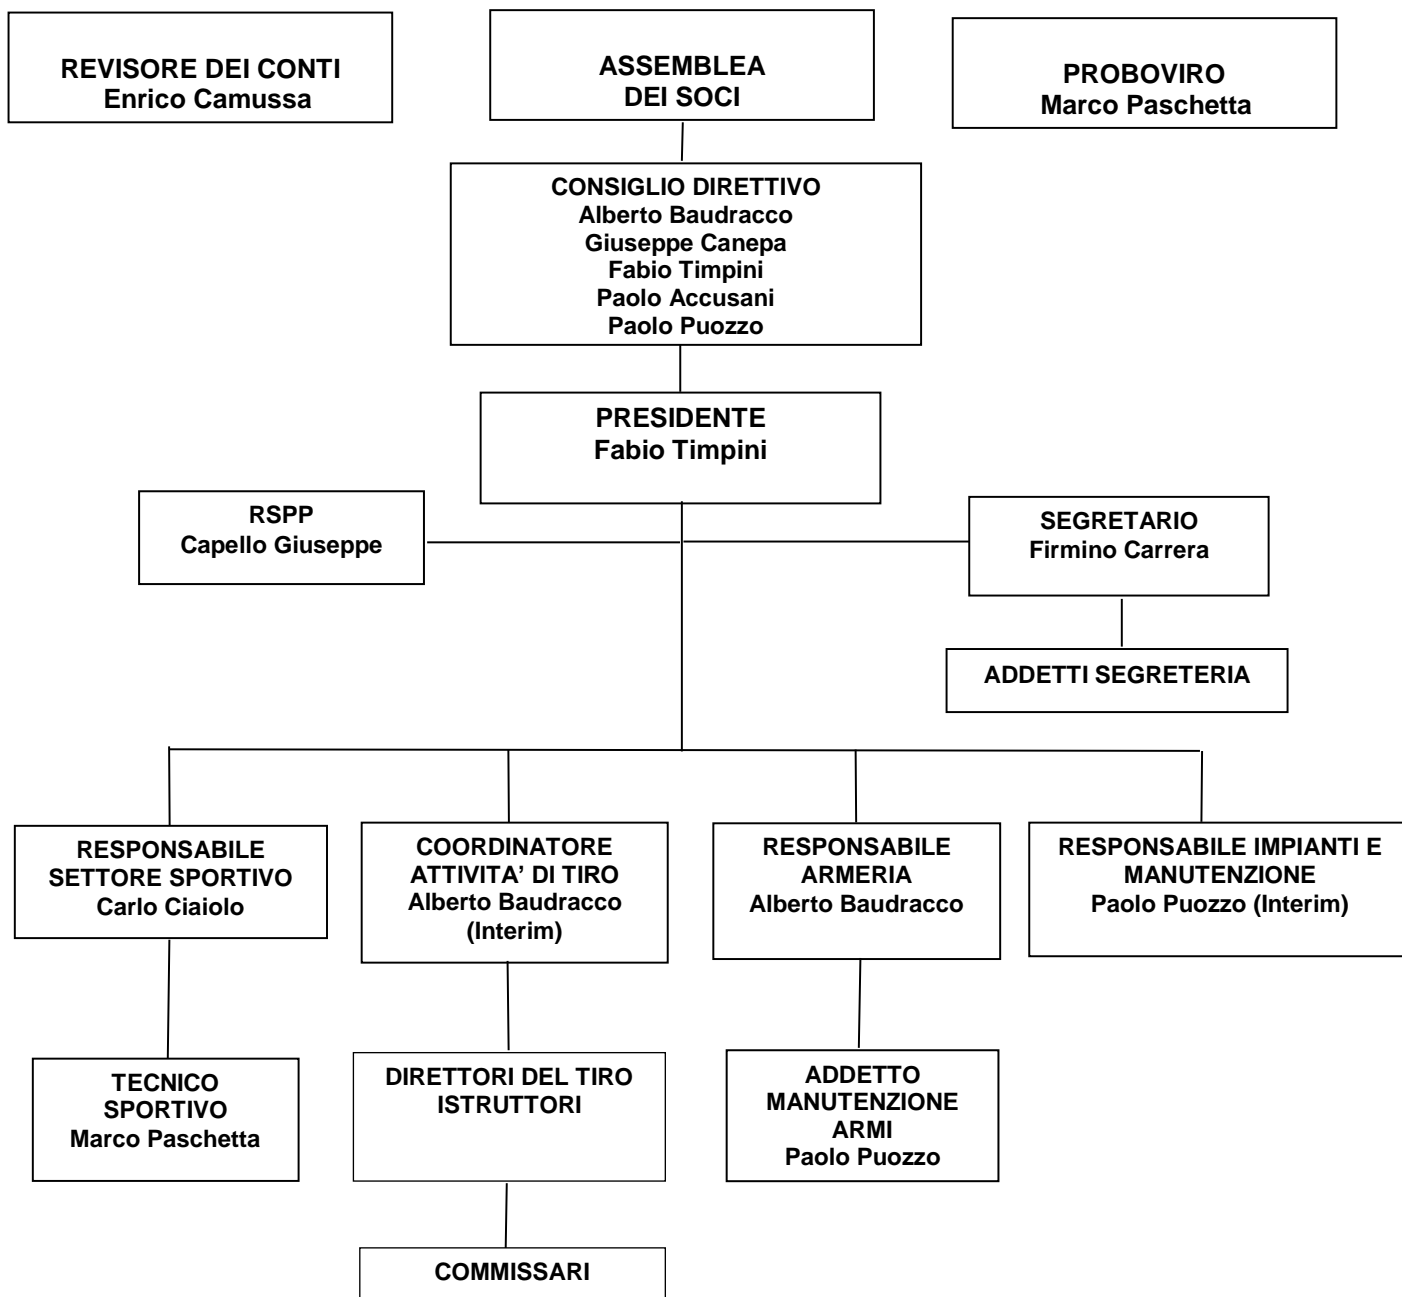 REVISORE DEI CONTI
Enrico Camussa
ASSEMBLEA
DEI SOCI
PROBOVIRO
Marco Paschetta
CONSIGLIO DIRETTIVO
Alberto Baudracco
Giuseppe Canepa
Fabio Timpini
Paolo Accusani
Paolo Puozzo
PRESIDENTE
Fabio Timpini
RSPP
Capello Giuseppe
SEGRETARIO
Firmino Carrera
ADDETTI SEGRETERIA
RESPONSABILE
SETTORE SPORTIVO
Carlo Ciaiolo
COORDINATORE
ATTIVITA’ DI TIRO
Alberto Baudracco
(Interim)
RESPONSABILE
ARMERIA
Alberto Baudracco
RESPONSABILE IMPIANTI E
MANUTENZIONE
Paolo Puozzo (Interim)
TECNICO
SPORTIVO
Marco Paschetta
DIRETTORI DEL TIRO
ISTRUTTORI
ADDETTO
MANUTENZIONE
ARMI
Paolo Puozzo
COMMISSARI